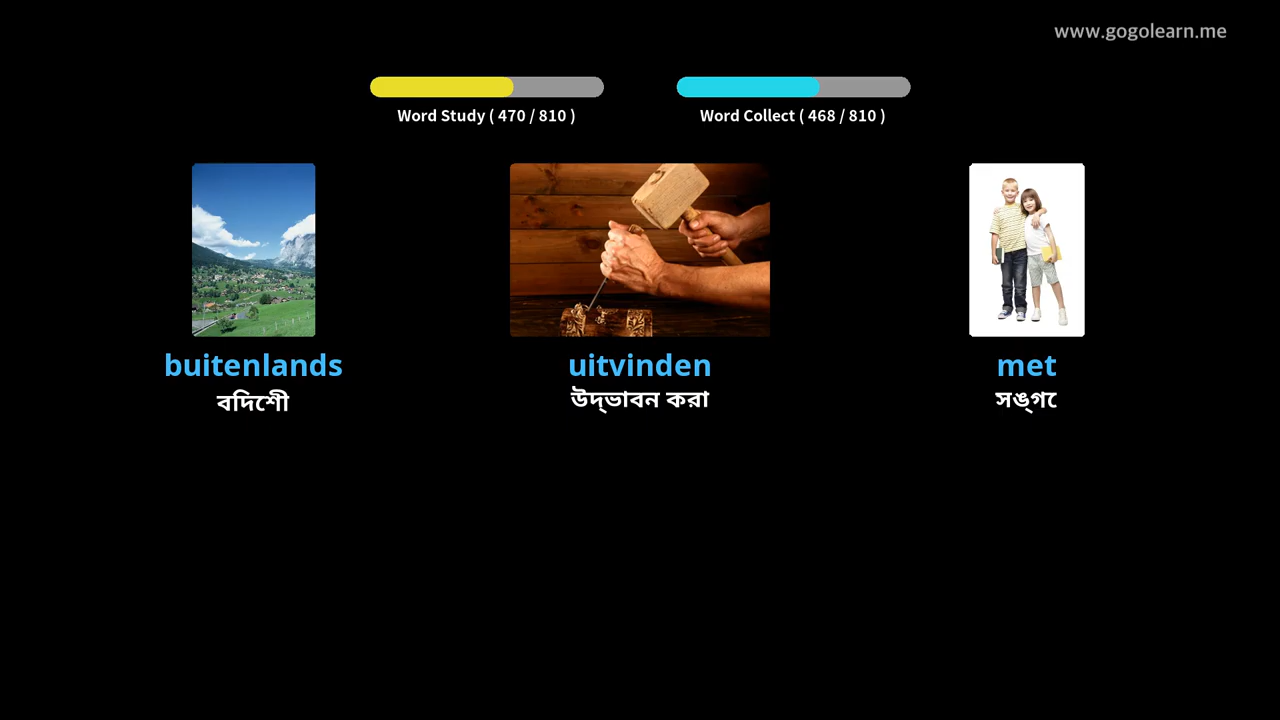 www.gogolearn.me
Word Study ( 470 / 810 )
Word Collect ( 468 / 810 )
buitenlands
বিদেশী
uitvinden
উদ্ভাবন করা
met
সঙ্গে